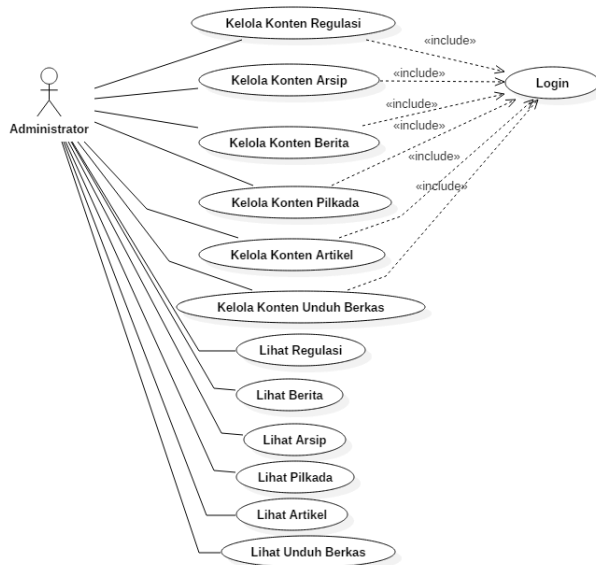 Kelola Konten Regulasi
«include»
Kelola Konten Arsip
«include»
Login
Administrator
«include»
Kelola Konten Berita
«include»
«include»
Kelola Konten Pilkada
«include»
Kelola Konten Artikel
Kelola Konten Unduh Berkas
Lihat Regulasi
Lihat Berita
Lihat Arsip
Lihat Pilkada
Lihat Artikel
Lihat Unduh Berkas